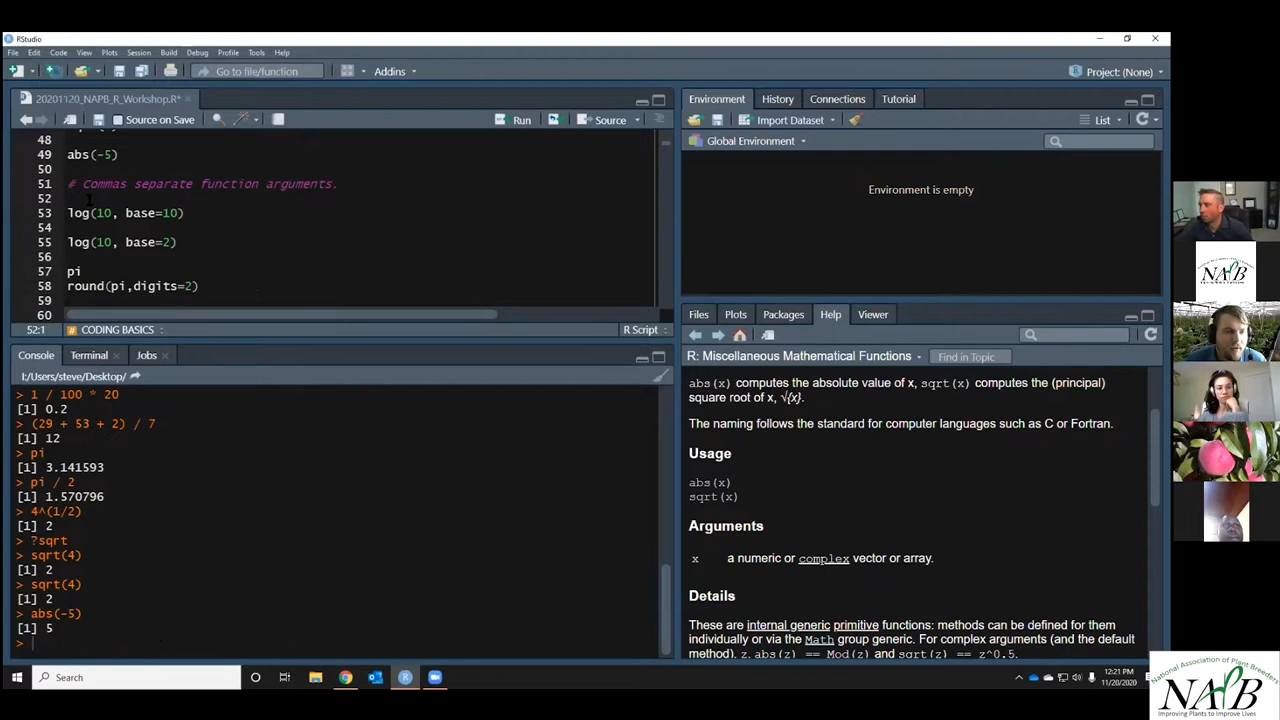 RStudio
File Edit Code View Plots Session Build Debug Profile Tools Help
Go to file/function
Addins
Project: (None)
20201120_NAPB_R_Workshop.R*
Source on Save
Run
Source
48
49 abs(-5)
50
51 # Commas separate function arguments.
52
53 log(10, base=10)
54
55 log(10, base=2)
56
57 pi
58 round(pi,digits=2)
59
60
52:1
CODING BASICS
R Script
Console Terminal Jobs
I:/Users/steve/Desktop/
> 1 / 100 * 20
[1] 0.2
> (29 + 53 + 2) / 7
[1] 12
> pi
[1] 3.141593
> pi / 2
[1] 1.570796
> 4^(1/2)
[1] 2
> ?sqrt
> sqrt(4)
[1] 2
> sqrt(4)
[1] 2
> abs(-5)
[1] 5
>
Environment History Connections Tutorial
Import Dataset
List
Global Environment
Environment is empty
Files Plots Packages Help Viewer
R: Miscellaneous Mathematical Functions
Find in Topic
abs(x) computes the absolute value of x, sqrt(x) computes the (principal)
square root of x, √{x}.
The naming follows the standard for computer languages such as C or Fortran.
Usage
abs(x)
sqrt(x)
Arguments
x a numeric or complex vector or array.
Details
These are internal generic primitive functions: methods can be defined for them
individually or via the Math group generic. For complex arguments (and the default
method), z, abs(z) == Mod(z) and sqrt(z) == z^0.5.
Search
12:21 PM
11/20/2020
NAPB
National Association of Plant Breeders
NAPB
Improving Plants to Improve Lives